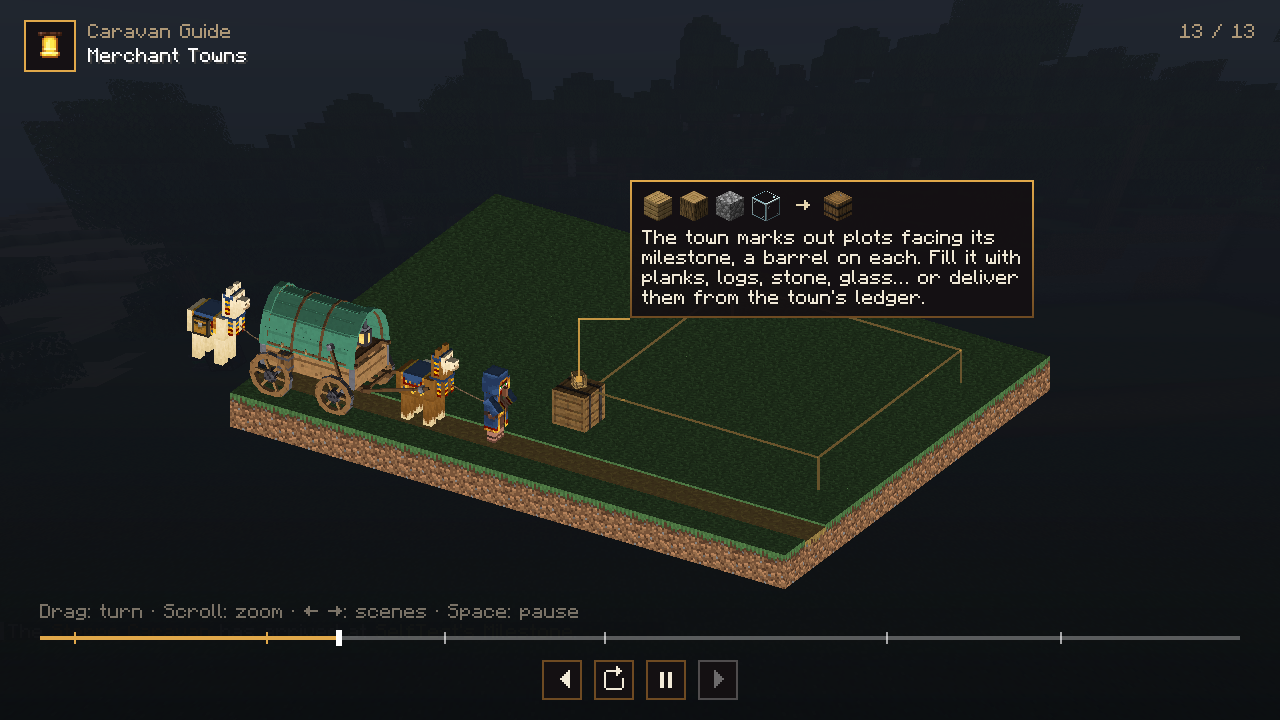 Caravan Guide
Merchant Towns
13 / 13
The town marks out plots facing its
milestone, a barrel on each. Fill it with
planks, logs, stone, glass... or deliver
them from the town's ledger.
Drag: turn · Scroll: zoom · ← →: scenes · Space: pause